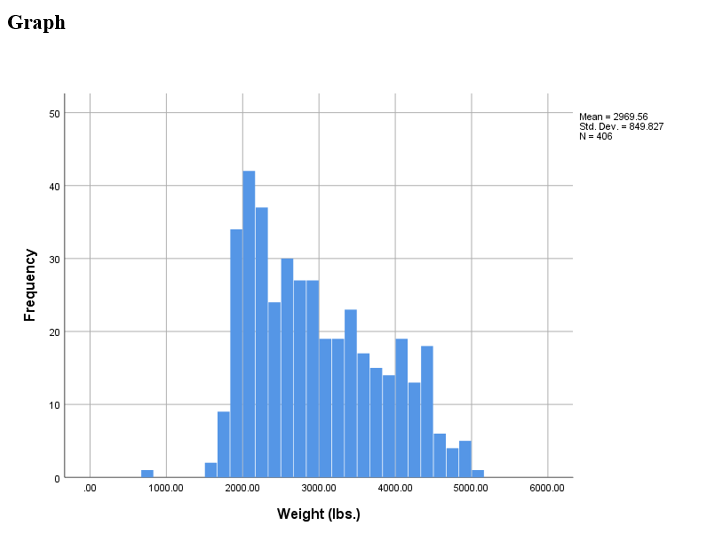 Graph
Mean = 2969.56
Std. Dev. = 849.827
N = 406
50
40
30
20
10
0
Frequency
.00 1000.00 2000.00 3000.00 4000.00 5000.00 6000.00
Weight (lbs.)